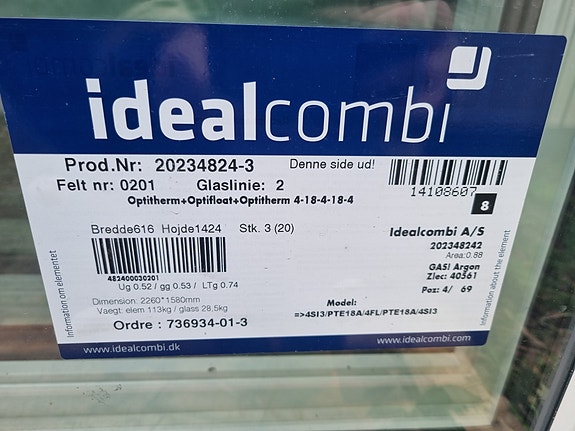 idealcombi
Prod.Nr: 20234824-3
Denne side ud!
14108607
Felt nr: 0201 Glaslinie: 2
8
Optitherm+Optifloat+Optitherm 4-18-4-18-4
Bredde616 Hojde1424 Stk. 3 (20)
Idealcombi A/S
202348242
Area:0.88
482400030201
GAS! Argon
Zlec: 40561
Ug 0.52 / gg 0.53 / LTg 0.74
Poz: 4/ 69
Dimension: 2260*1580mm
Vaegt: elem 113kg / glass 28,5kg
Model:
=>4SI3/PTE18A/4FL/PTE18A/4SI3
Ordre : 736934-01-3
Information om elementet
Information about the element
www.idealcombi.dk
www.idealcombi.com